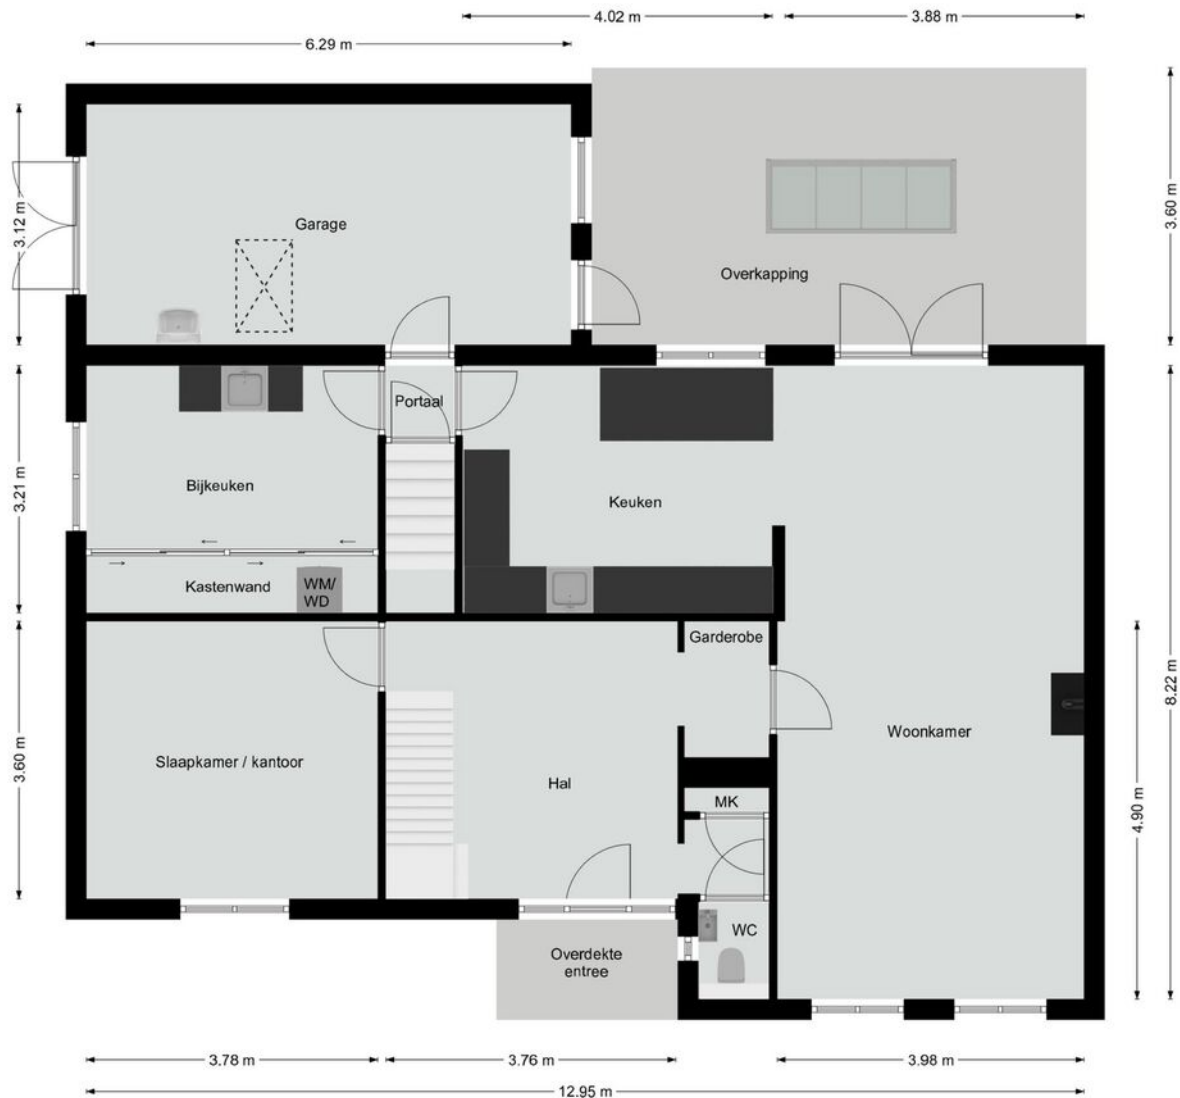 4.02 m
3.88 m
6.29 m
3.12 m
3.60 m
Garage
Overkapping
Portaal
3.21 m
Bijkeuken
Keuken
Kastenwand
WM/
WD
Garderobe
8.22 m
3.60 m
Slaapkamer / kantoor
Hal
Woonkamer
MK
4.90 m
WC
Overdekte
entree
3.78 m
3.76 m
3.98 m
12.95 m